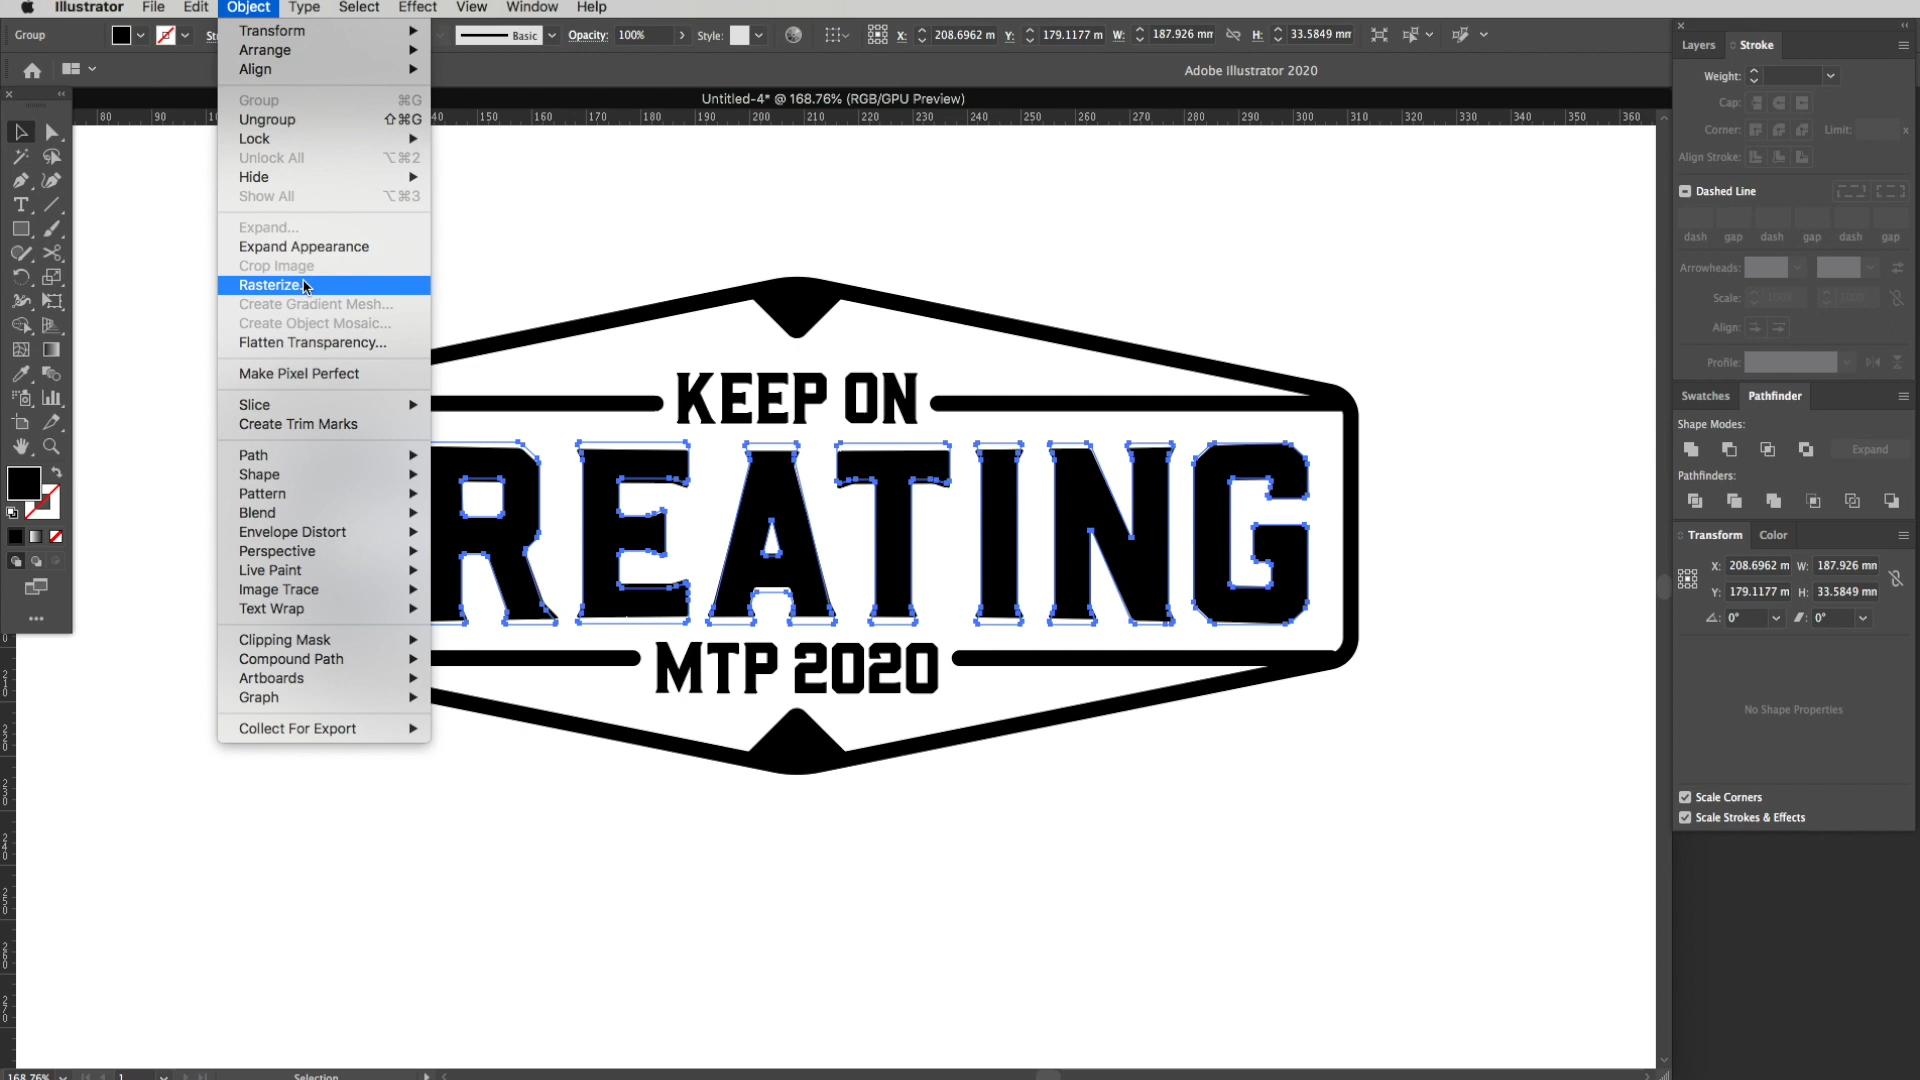 Illustrator File Edit Object Type Select Effect View Window Help
Group Basic Opacity: 100% Style: X: 208.6962 m Y: 179.1177 m W: 187.926 mm H: 33.5849 mm
Adobe Illustrator 2020
Untitled-4* @ 168.76% (RGB/GPU Preview)
80 90 150 160 170 180 190 200 210 220 230 240 250 260 270 280 290 300 310 320 330 340 350 360
Transform
Arrange
Align
Group ⌘G
Ungroup ⇧⌘G
Lock
Unlock All ⌥⌘2
Hide
Show All ⌥⌘3
Expand...
Expand Appearance
Crop Image
Rasterize..
Create Gradient Mesh...
Create Object Mosaic...
Flatten Transparency...
Make Pixel Perfect
Slice
Create Trim Marks
Path
Shape
Pattern
Blend
Envelope Distort
Perspective
Live Paint
Image Trace
Text Wrap
Clipping Mask
Compound Path
Artboards
Graph
Collect For Export
KEEP ON
REATING
MTP 2020
Layers Stroke
Weight:
Cap:
Corner: Limit: x
Align Stroke:
Dashed Line
dash gap dash gap dash gap
Arrowheads:
Scale: 100% 100%
Align:
Profile:
Swatches Pathfinder
Shape Modes:
Expand
Pathfinders:
Transform Color
X: 208.6962 m W: 187.926 mm
Y: 179.1177 m H: 33.5849 mm
0° 0°
No Shape Properties
Scale Corners
Scale Strokes & Effects
168.76% 1 Selection